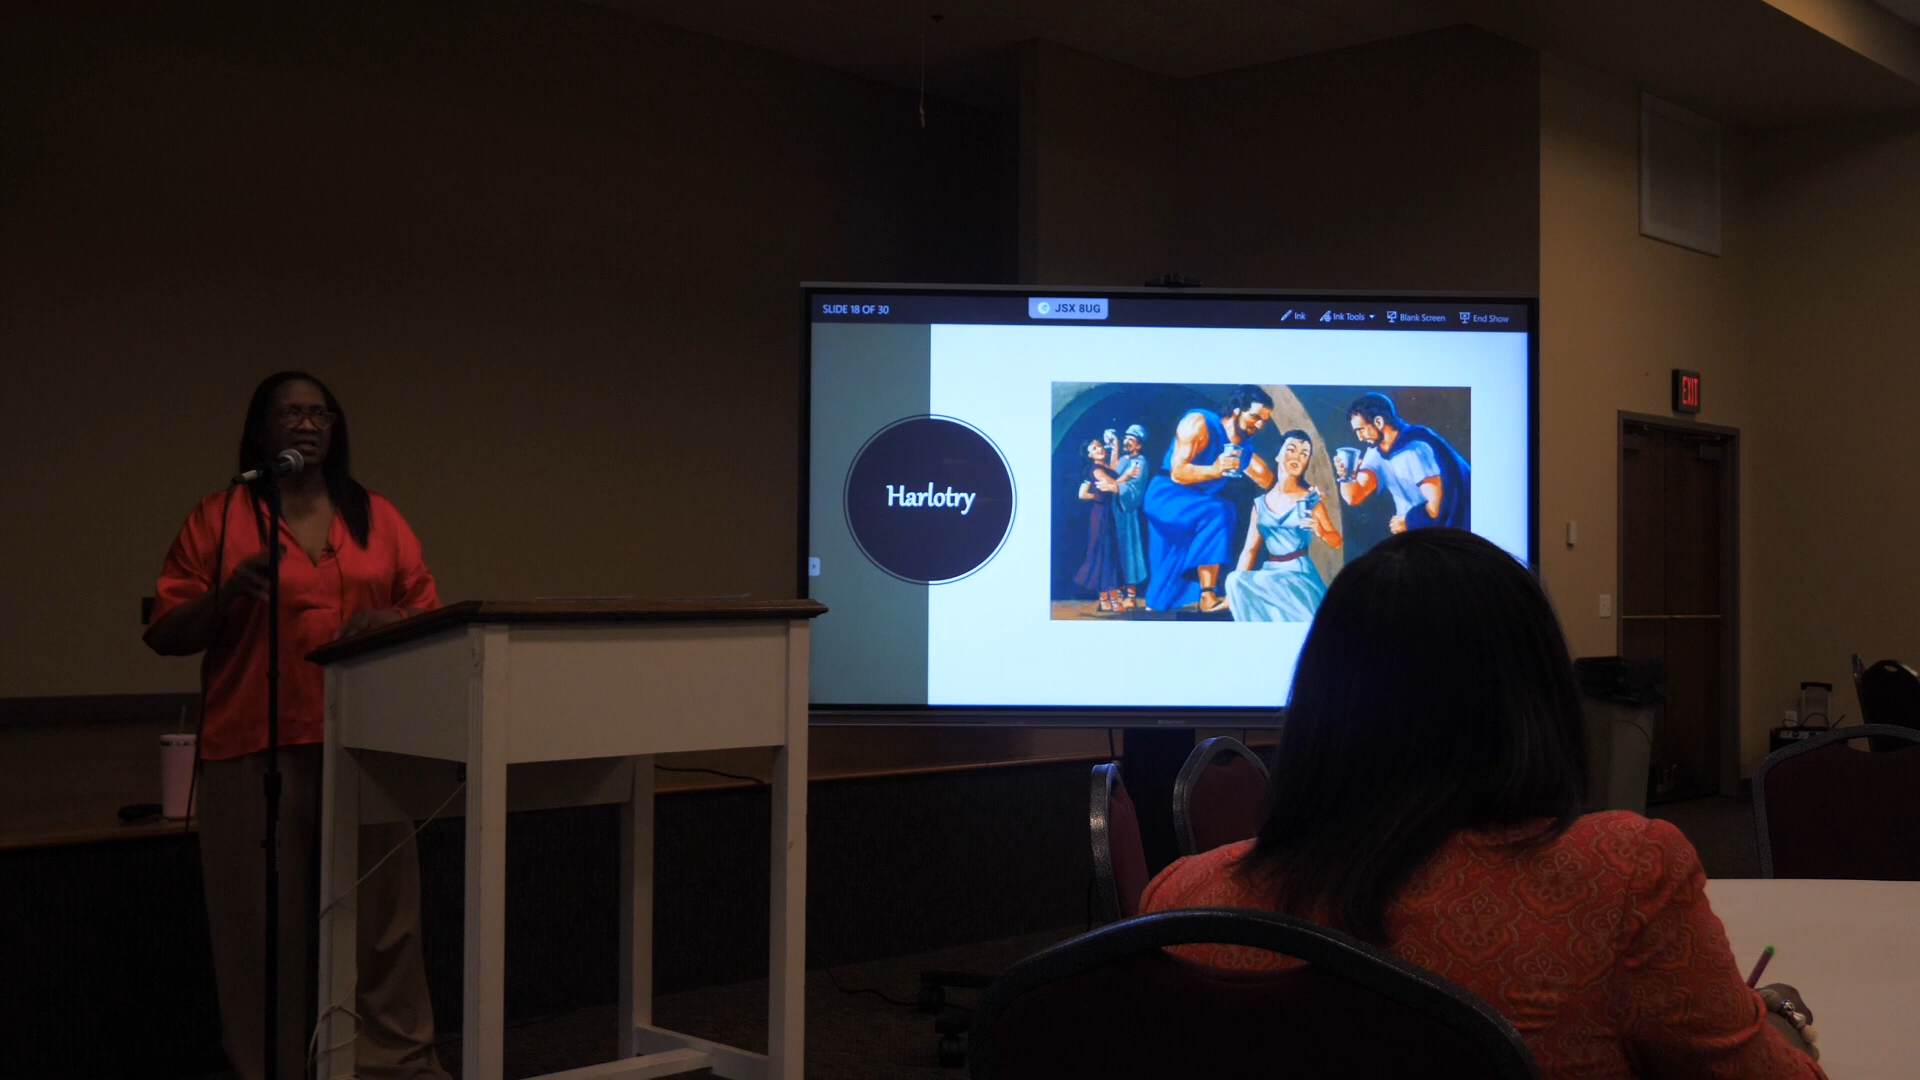 SLIDE 18 OF 30
JSX 8UG
Ink
Ink Tools
Blank Screen
End Show
EXIT
Harlotry